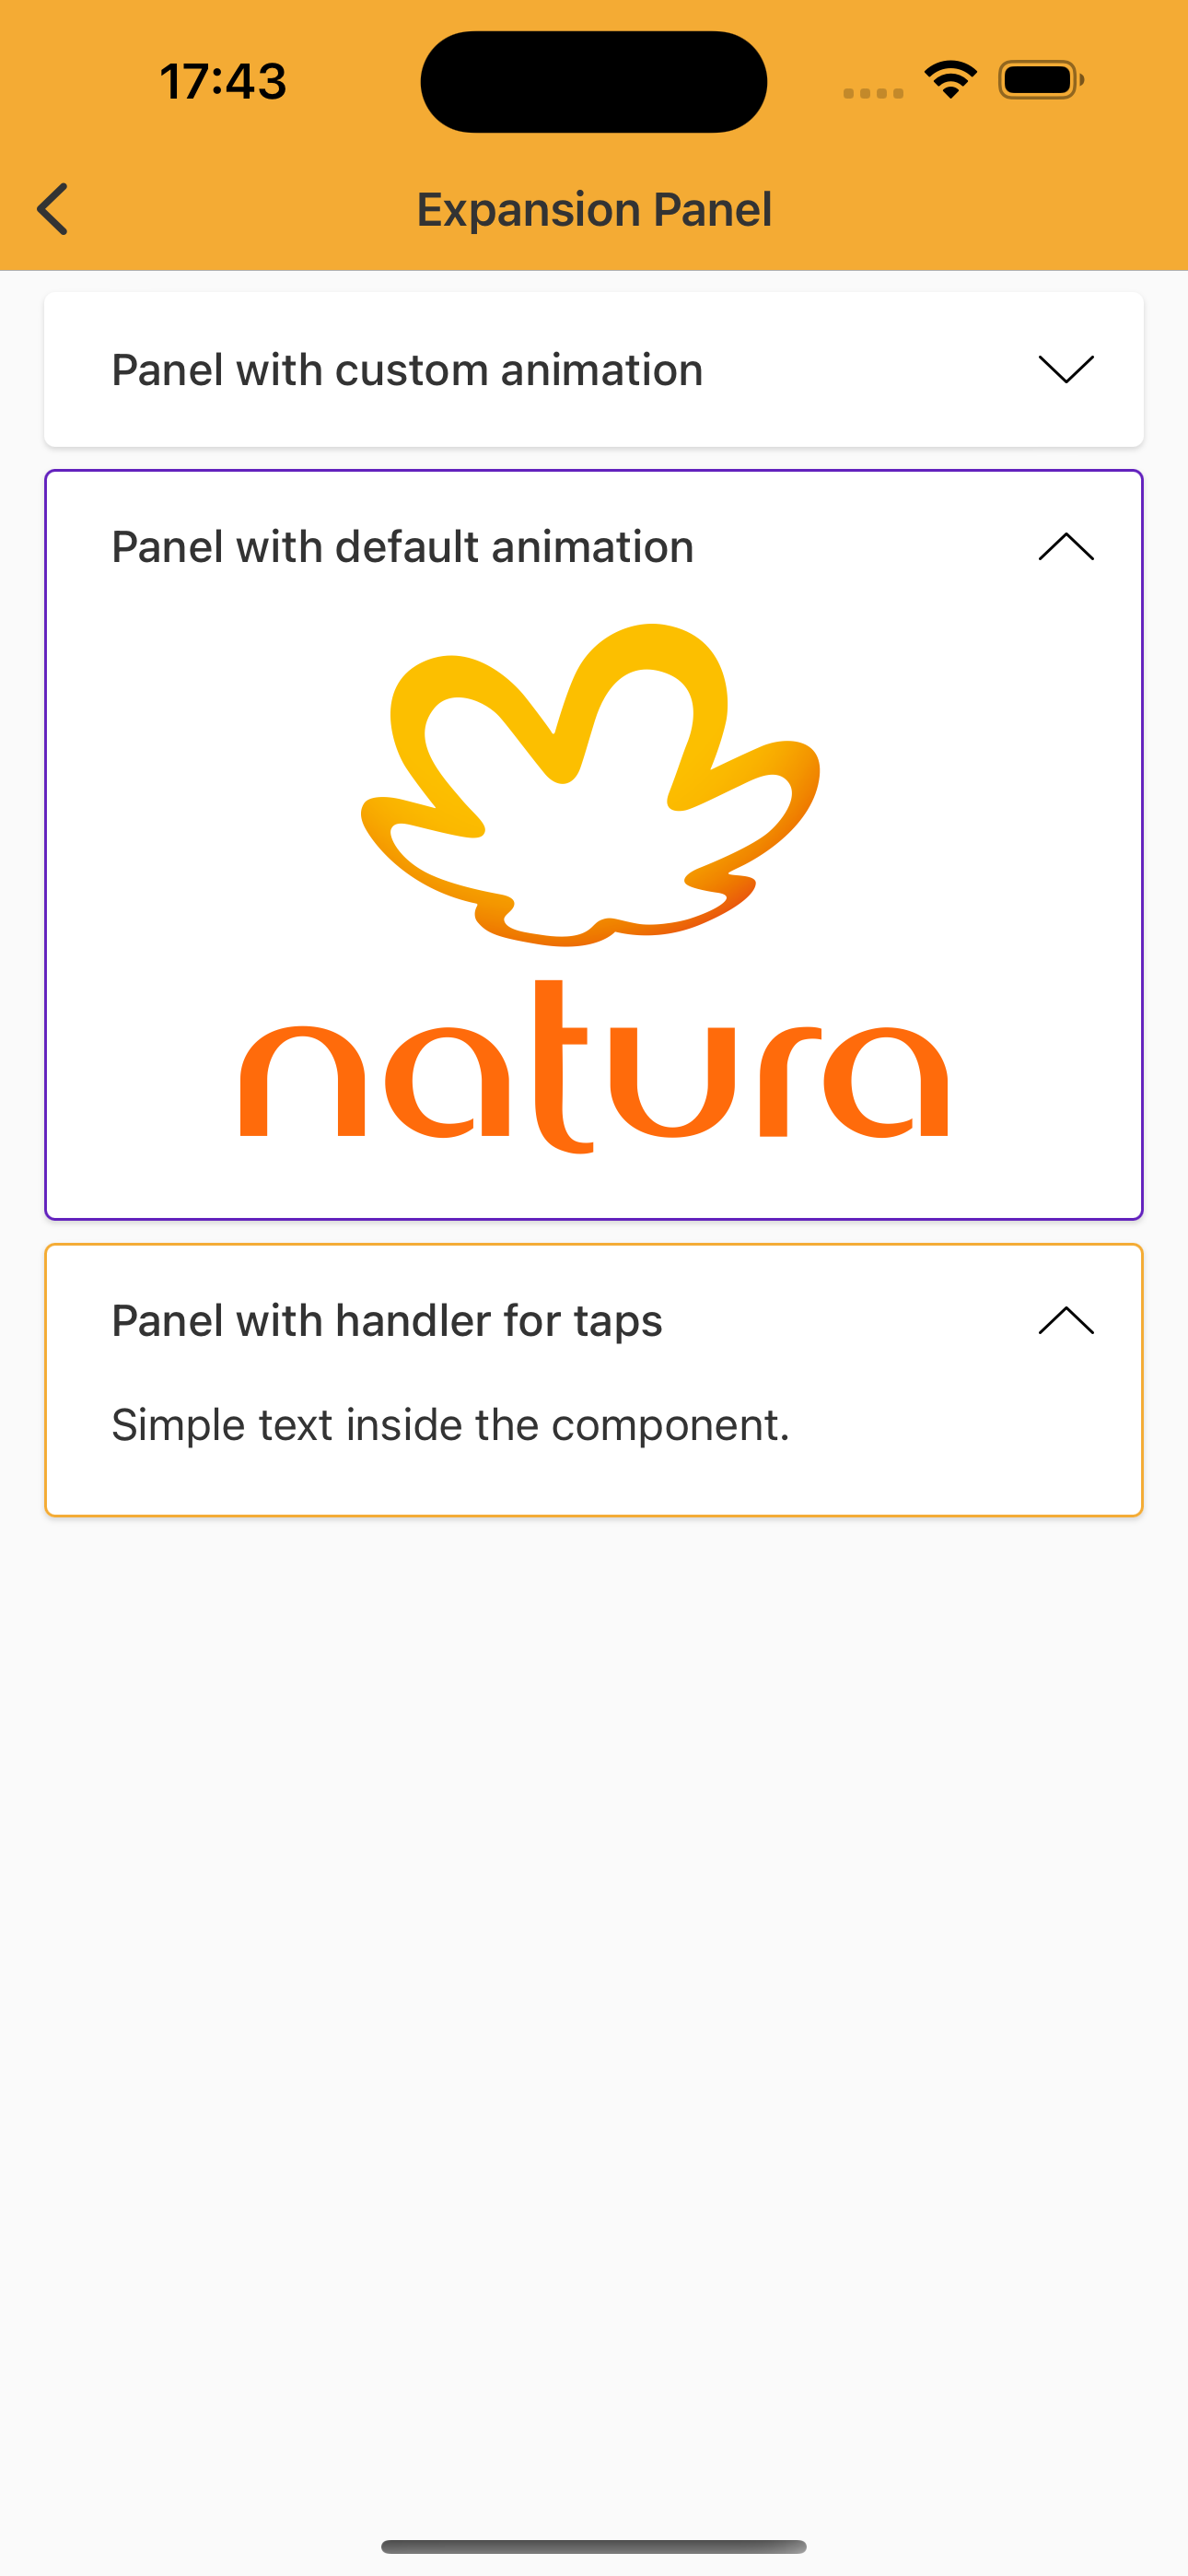 17:43
Expansion Panel
Panel with custom animation
Panel with default animation
natura
Panel with handler for taps
Simple text inside the component.